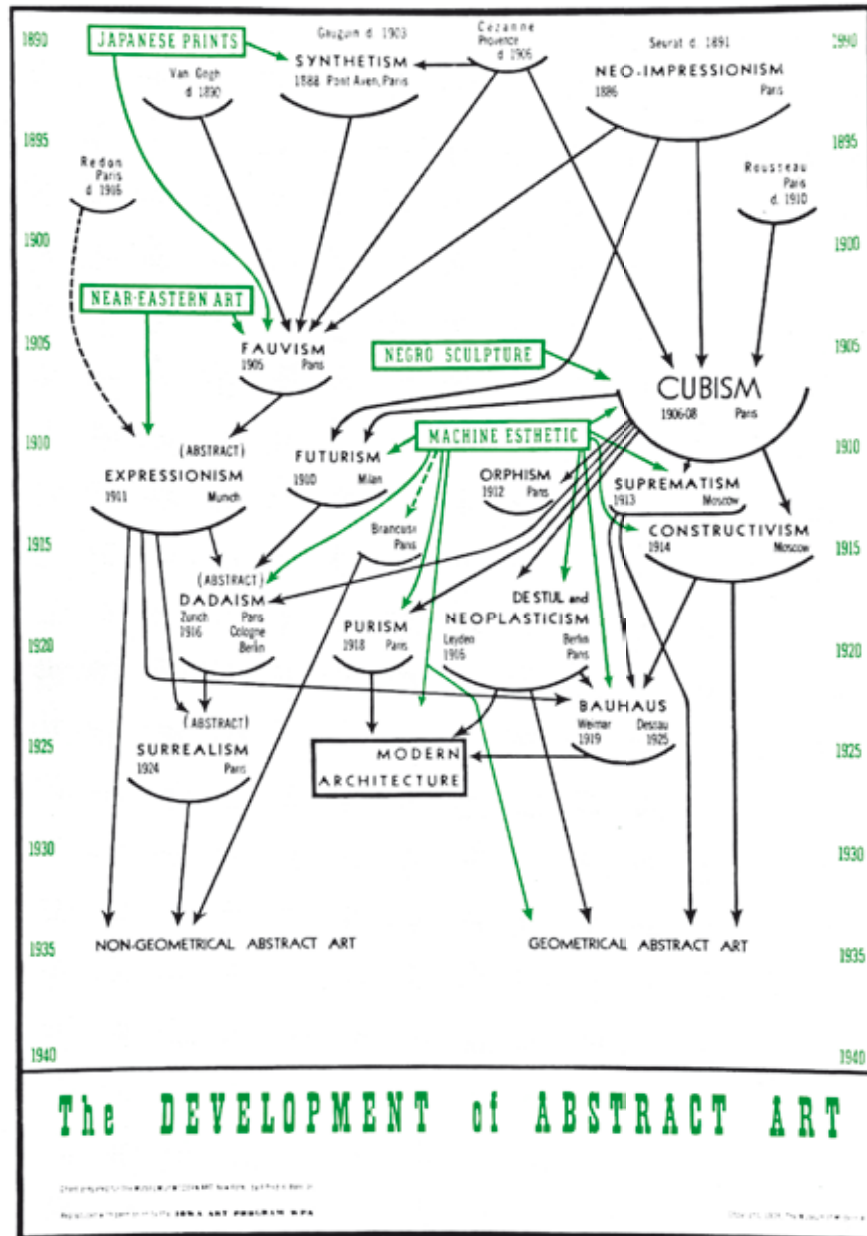 1890
JAPANESE PRINTS
Gauguin d. 1903
SYNTHETISM
1888 Pont Aven, Paris
Cézanne
Provence
d. 1906
Seurat d. 1891
NEO-IMPRESSIONISM
1886 Paris
1890
Van Gogh
d. 1890
1895
1895
Redon
Paris
d. 1916
Rousseau
Paris
d. 1910
1900
1900
NEAR-EASTERN ART
1905
FAUVISM
1905 Paris
NEGRO SCULPTURE
1905
CUBISM
1906-08 Paris
1910
(ABSTRACT)
EXPRESSIONISM
1911 Munich
FUTURISM
1910 Milan
MACHINE ESTHETIC
ORPHISM
1912 Paris
SUPREMATISM
1913 Moscow
1910
1915
Brancusi
Paris
CONSTRUCTIVISM
1914 Moscow
1915
(ABSTRACT)
DADAISM
Zurich Paris
1916 Cologne
Berlin
PURISM
1918 Paris
DE STIJL and
NEOPLASTICISM
Leyden Berlin
1916 Paris
1920
1920
(ABSTRACT)
SURREALISM
1924 Paris
BAUHAUS
Weimar Dessau
1919 1925
1925
MODERN
ARCHITECTURE
1925
1930
1930
NON-GEOMETRICAL ABSTRACT ART
GEOMETRICAL ABSTRACT ART
1935
1935
1940
1940
The DEVELOPMENT of ABSTRACT ART
IOWA ART PROGRAM WPA